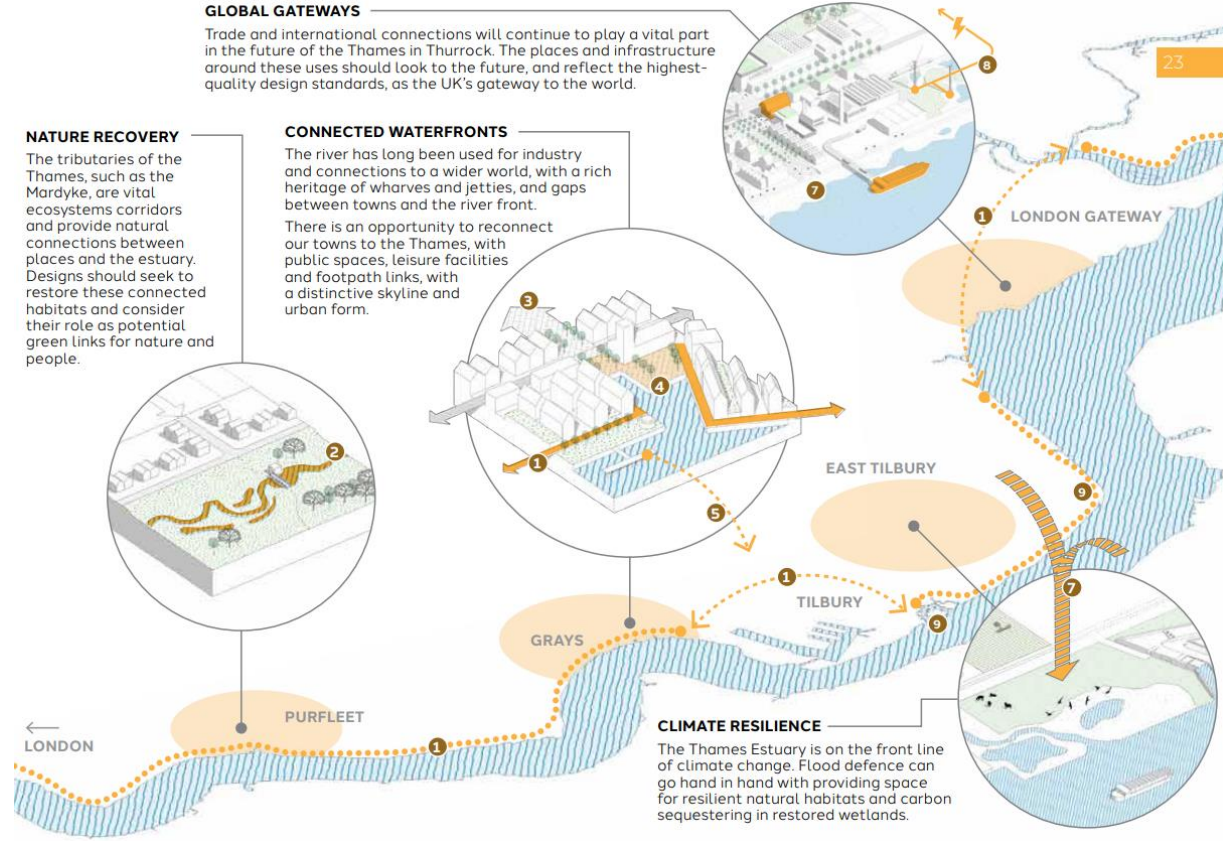 GLOBAL GATEWAYS
Trade and international connections will continue to play a vital part
in the future of the Thames in Thurrock. The places and infrastructure
around these uses should look to the future, and reflect the highest-
quality design standards, as the UK's gateway to the world.
23
8
7
NATURE RECOVERY
The tributaries of the
Thames, such as the
Mardyke, are vital
ecosystems corridors
and provide natural
connections between
places and the estuary.
Designs should seek to
restore these connected
habitats and consider
their role as potential
green links for nature and
people.
2
CONNECTED WATERFRONTS
The river has long been used for industry
and connections to a wider world, with a rich
heritage of wharves and jetties, and gaps
between towns and the river front.
There is an opportunity to reconnect
our towns to the Thames, with
public spaces, leisure facilities
and footpath links, with
a distinctive skyline and
urban form.
3
4
1
5
1
LONDON GATEWAY
EAST TILBURY
9
1
TILBURY
9
7
GRAYS
PURFLEET
1
LONDON
CLIMATE RESILIENCE
The Thames Estuary is on the front line
of climate change. Flood defence can
go hand in hand with providing space
for resilient natural habitats and carbon
sequestering in restored wetlands.